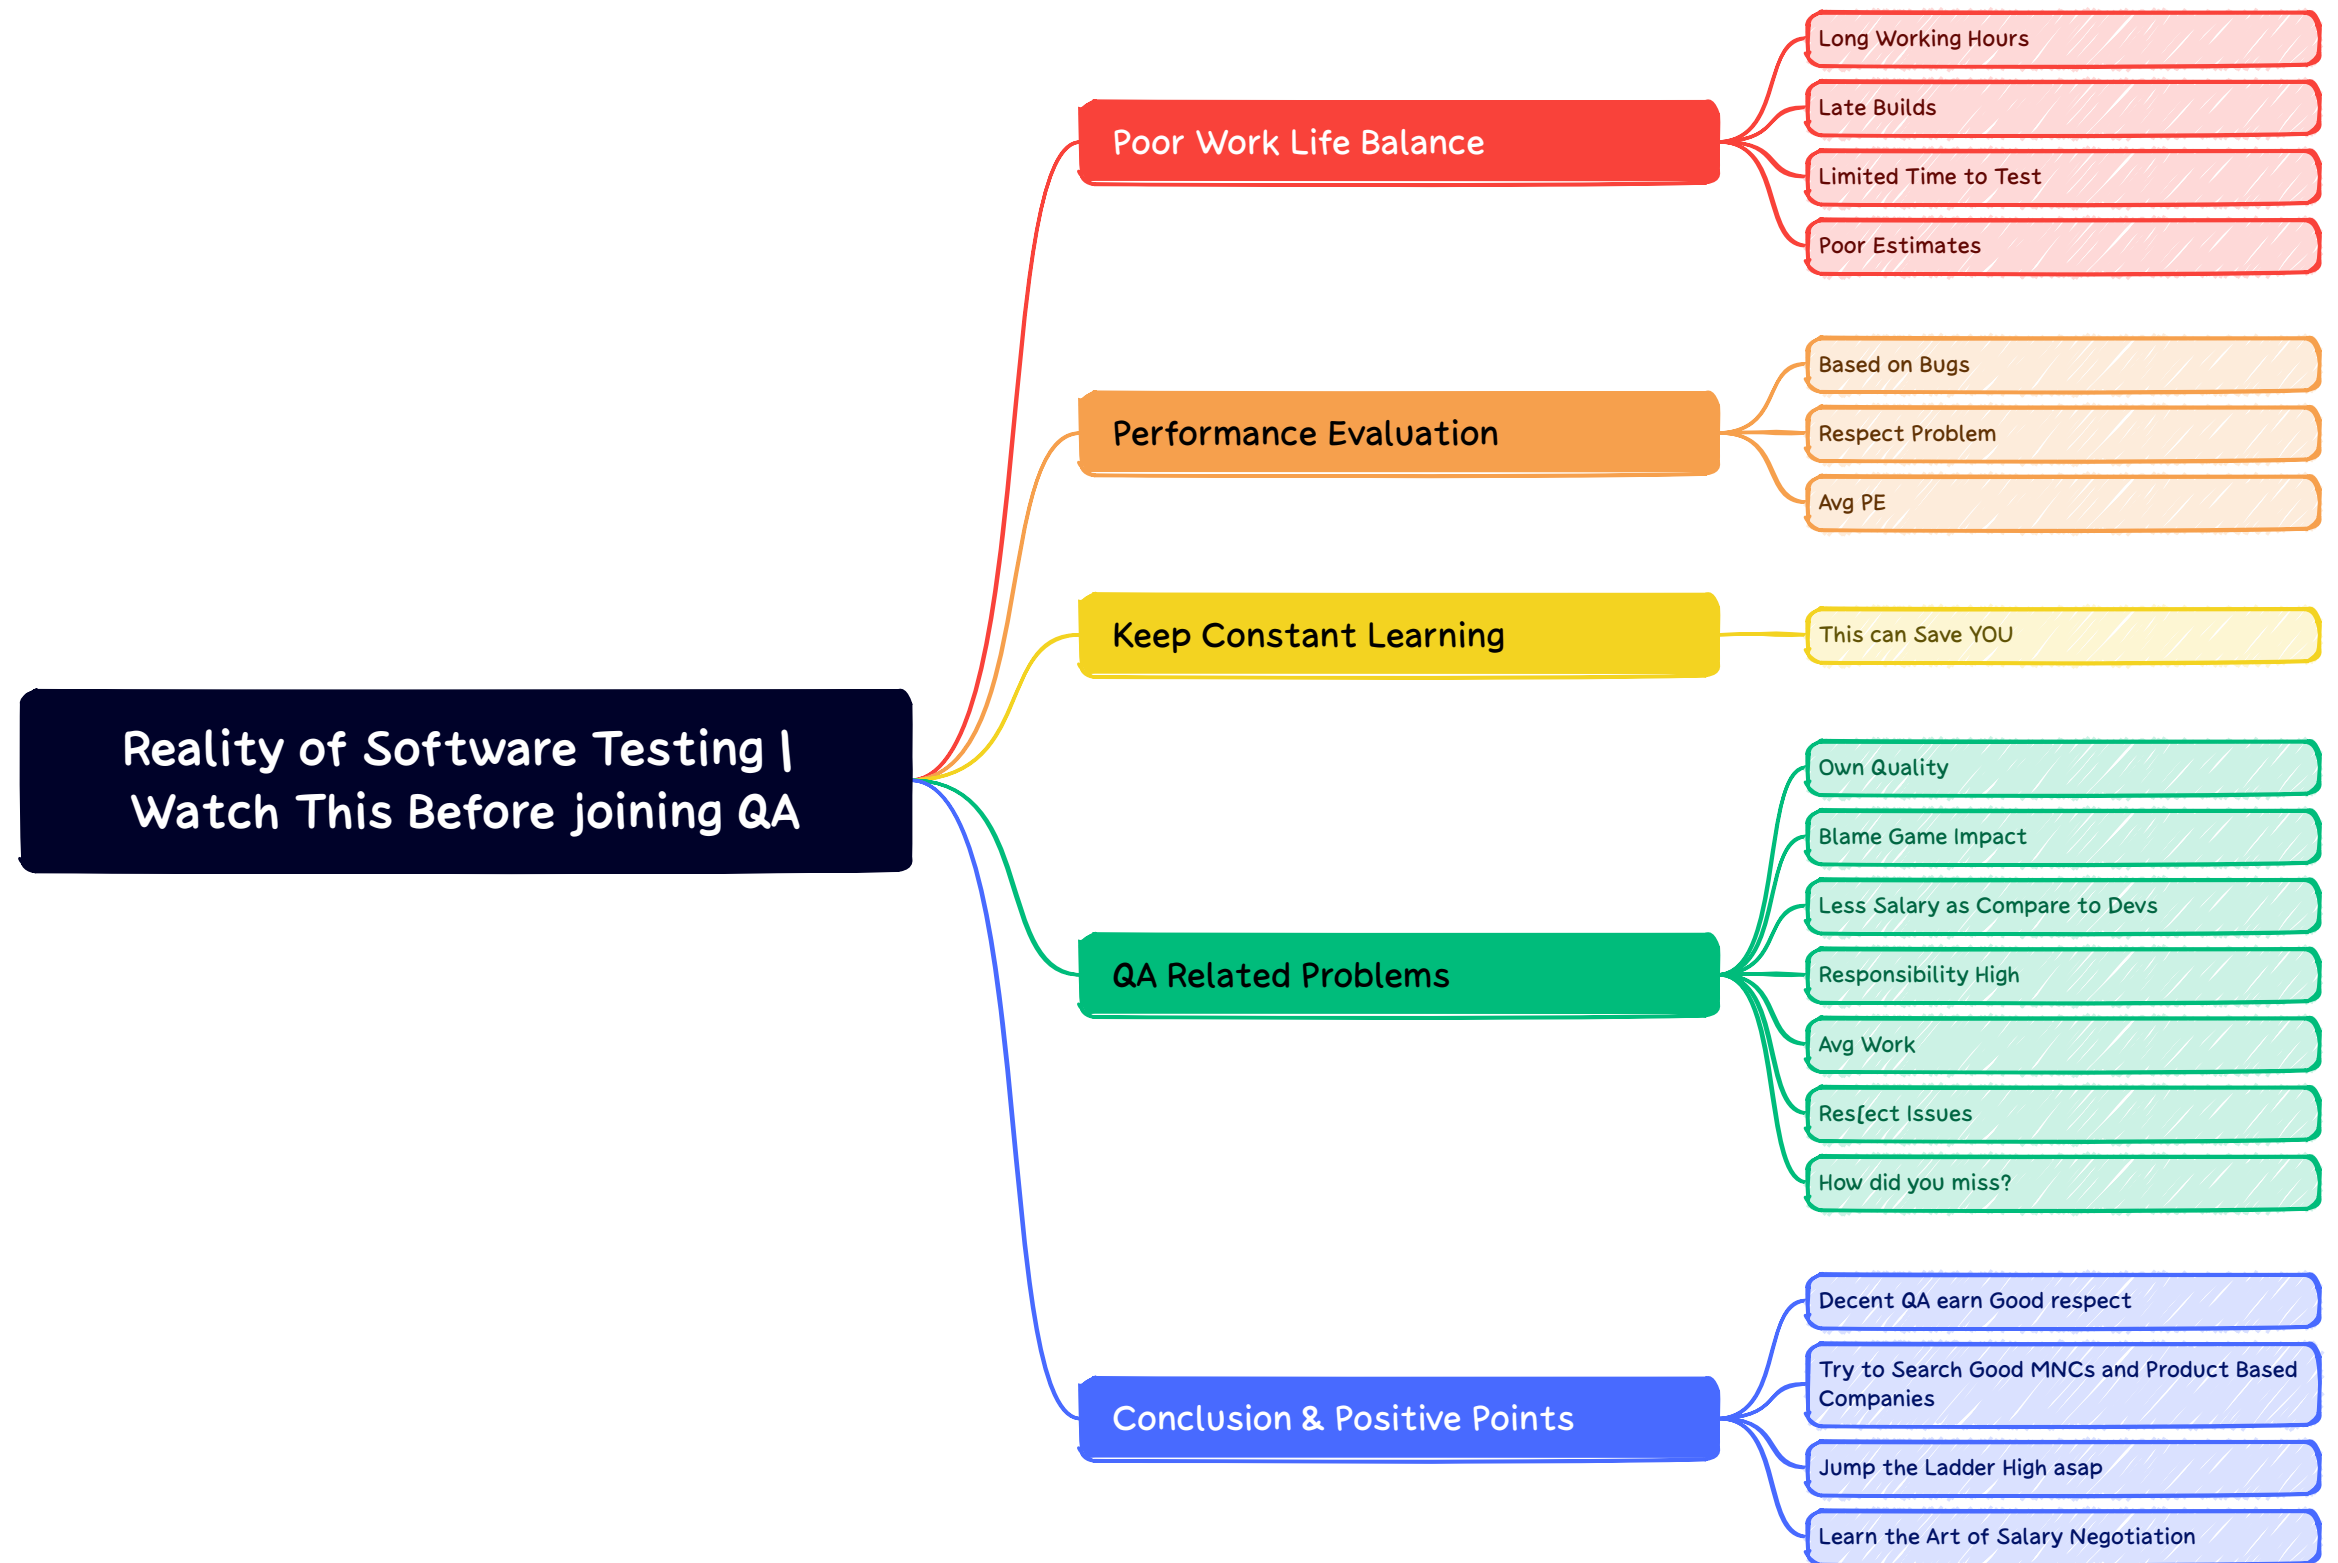 Reality of Software Testing |
Watch This Before joining QA
Poor Work Life Balance
Long Working Hours
Late Builds
Limited Time to Test
Poor Estimates
Performance Evaluation
Based on Bugs
Respect Problem
Avg PE
Keep Constant Learning
This can Save YOU
QA Related Problems
Own Quality
Blame Game Impact
Less Salary as Compare to Devs
Responsibility High
Avg Work
Res[ect Issues
How did you miss?
Conclusion & Positive Points
Decent QA earn Good respect
Try to Search Good MNCs and Product Based
Companies
Jump the Ladder High asap
Learn the Art of Salary Negotiation